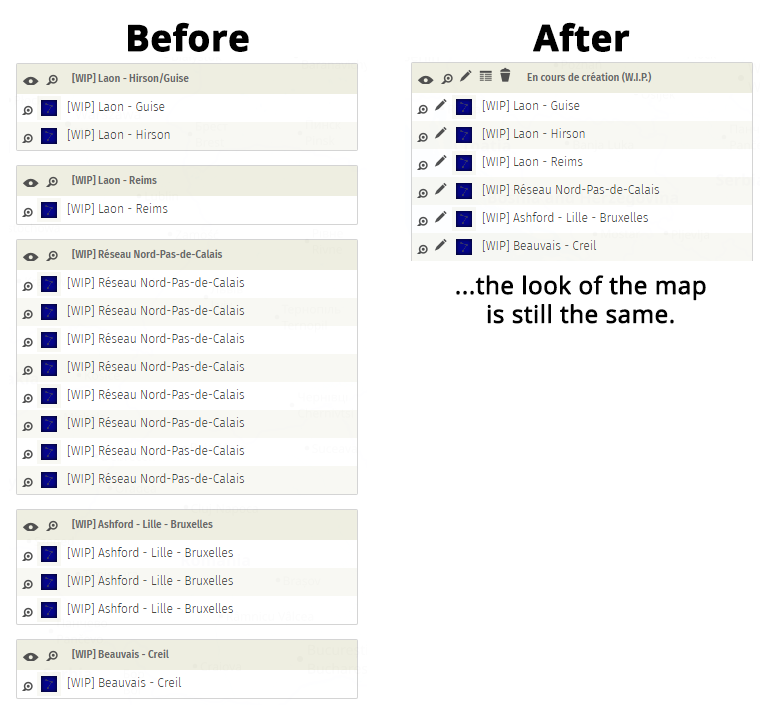 Before
[WIP] Laon - Hirson/Guise
[WIP] Laon - Guise
[WIP] Laon - Hirson
[WIP] Laon - Reims
[WIP] Laon - Reims
[WIP] Réseau Nord-Pas-de-Calais
[WIP] Réseau Nord-Pas-de-Calais
[WIP] Réseau Nord-Pas-de-Calais
[WIP] Réseau Nord-Pas-de-Calais
[WIP] Réseau Nord-Pas-de-Calais
[WIP] Réseau Nord-Pas-de-Calais
[WIP] Réseau Nord-Pas-de-Calais
[WIP] Réseau Nord-Pas-de-Calais
[WIP] Réseau Nord-Pas-de-Calais
[WIP] Ashford - Lille - Bruxelles
[WIP] Ashford - Lille - Bruxelles
[WIP] Ashford - Lille - Bruxelles
[WIP] Ashford - Lille - Bruxelles
[WIP] Beauvais - Creil
[WIP] Beauvais - Creil
After
En cours de création (W.I.P.)
[WIP] Laon - Guise
[WIP] Laon - Hirson
[WIP] Laon - Reims
[WIP] Réseau Nord-Pas-de-Calais
[WIP] Ashford - Lille - Bruxelles
[WIP] Beauvais - Creil
...the look of the map
is still the same.